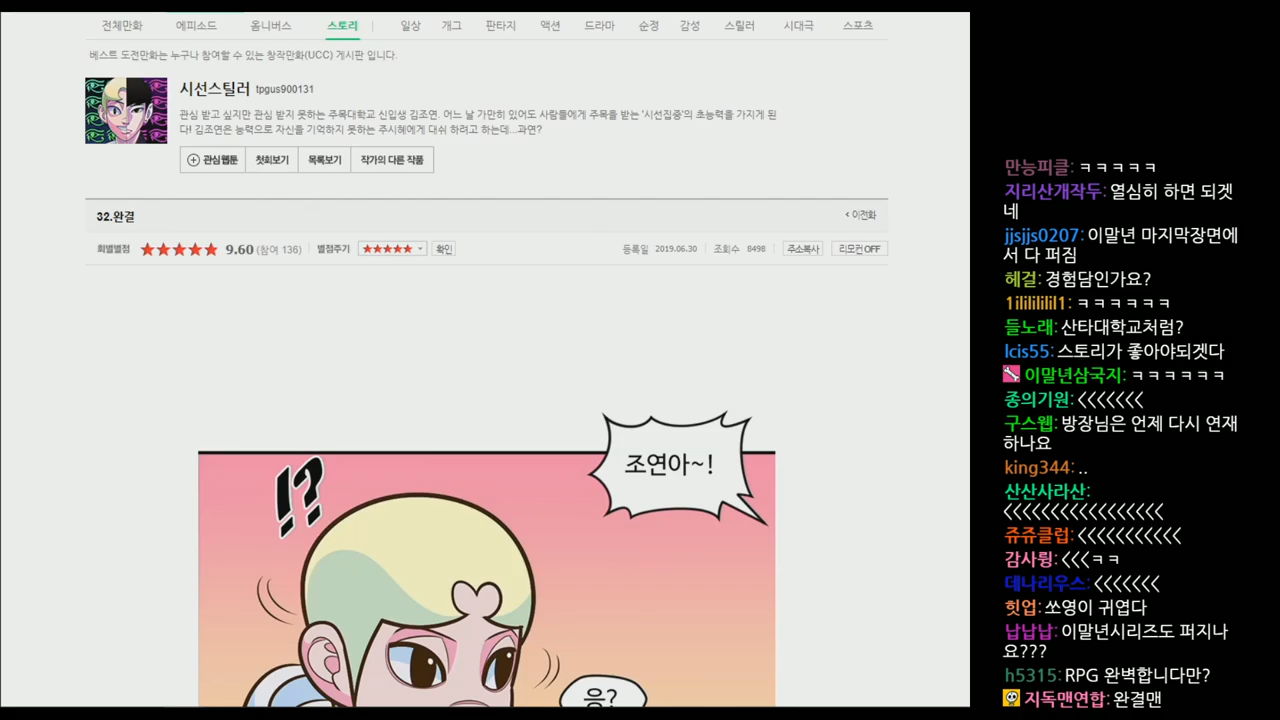 전체만화 에피소드 옴니버스 스토리 일상 개그 판타지 액션 드라마 순정 감성 스릴러 시대극 스포츠
베스트 도전만화는 누구나 참여할 수 있는 창작만화(UCC) 게시판 입니다.
시선스틸러 tpgus900131
관심 받고 싶지만 관심 받지 못하는 주목대학교 신입생 김조연. 어느 날 가만히 있어도 사람들에게 주목을 받는 '시선집중'의 초능력을 가지게 된
다! 김조연은 능력으로 자신을 기억하지 못하는 주시혜에게 대쉬 하려고 하는데...과연?
관심웹툰 첫회보기 목록보기 작가의 다른 작품
32.완결 이전화
회별별점 9.60 (참여 136) 별점주기 확인 등록일 2019.06.30 조회수 8498 주소복사 리모컨 OFF
!?
조연아~!
응?
만능피클: ㅋㅋㅋㅋㅋ
지리산개작두: 열심히 하면 되겟
네
jjsjjs0207: 이말년 마지막장면에
서 다 퍼짐
헤걸: 경험담인가요?
1ilililililI1: ㅋㅋㅋㅋㅋㅋ
들노래: 산타대학교처럼?
lcis55: 스토리가 좋아야되겟다
이말년삼국지: ㅋㅋㅋㅋㅋㅋ
종의기원: 〈〈〈〈〈〈〈
구스웹: 방장님은 언제 다시 연재
하나요
king344: ..
산산사라산:
〈〈〈〈〈〈〈〈〈〈〈〈〈〈〈〈〈
쥬쥬클럽: 〈〈〈〈〈〈〈〈〈〈〈
감사륑: 〈〈〈ㅋㅋ
데나리우스: 〈〈〈〈〈〈〈
힛업: 쏘영이 귀엽다
납납납: 이말년시리즈도 퍼지나
요???
h5315: RPG 완벽합니다만?
지독맨연합: 완결맨